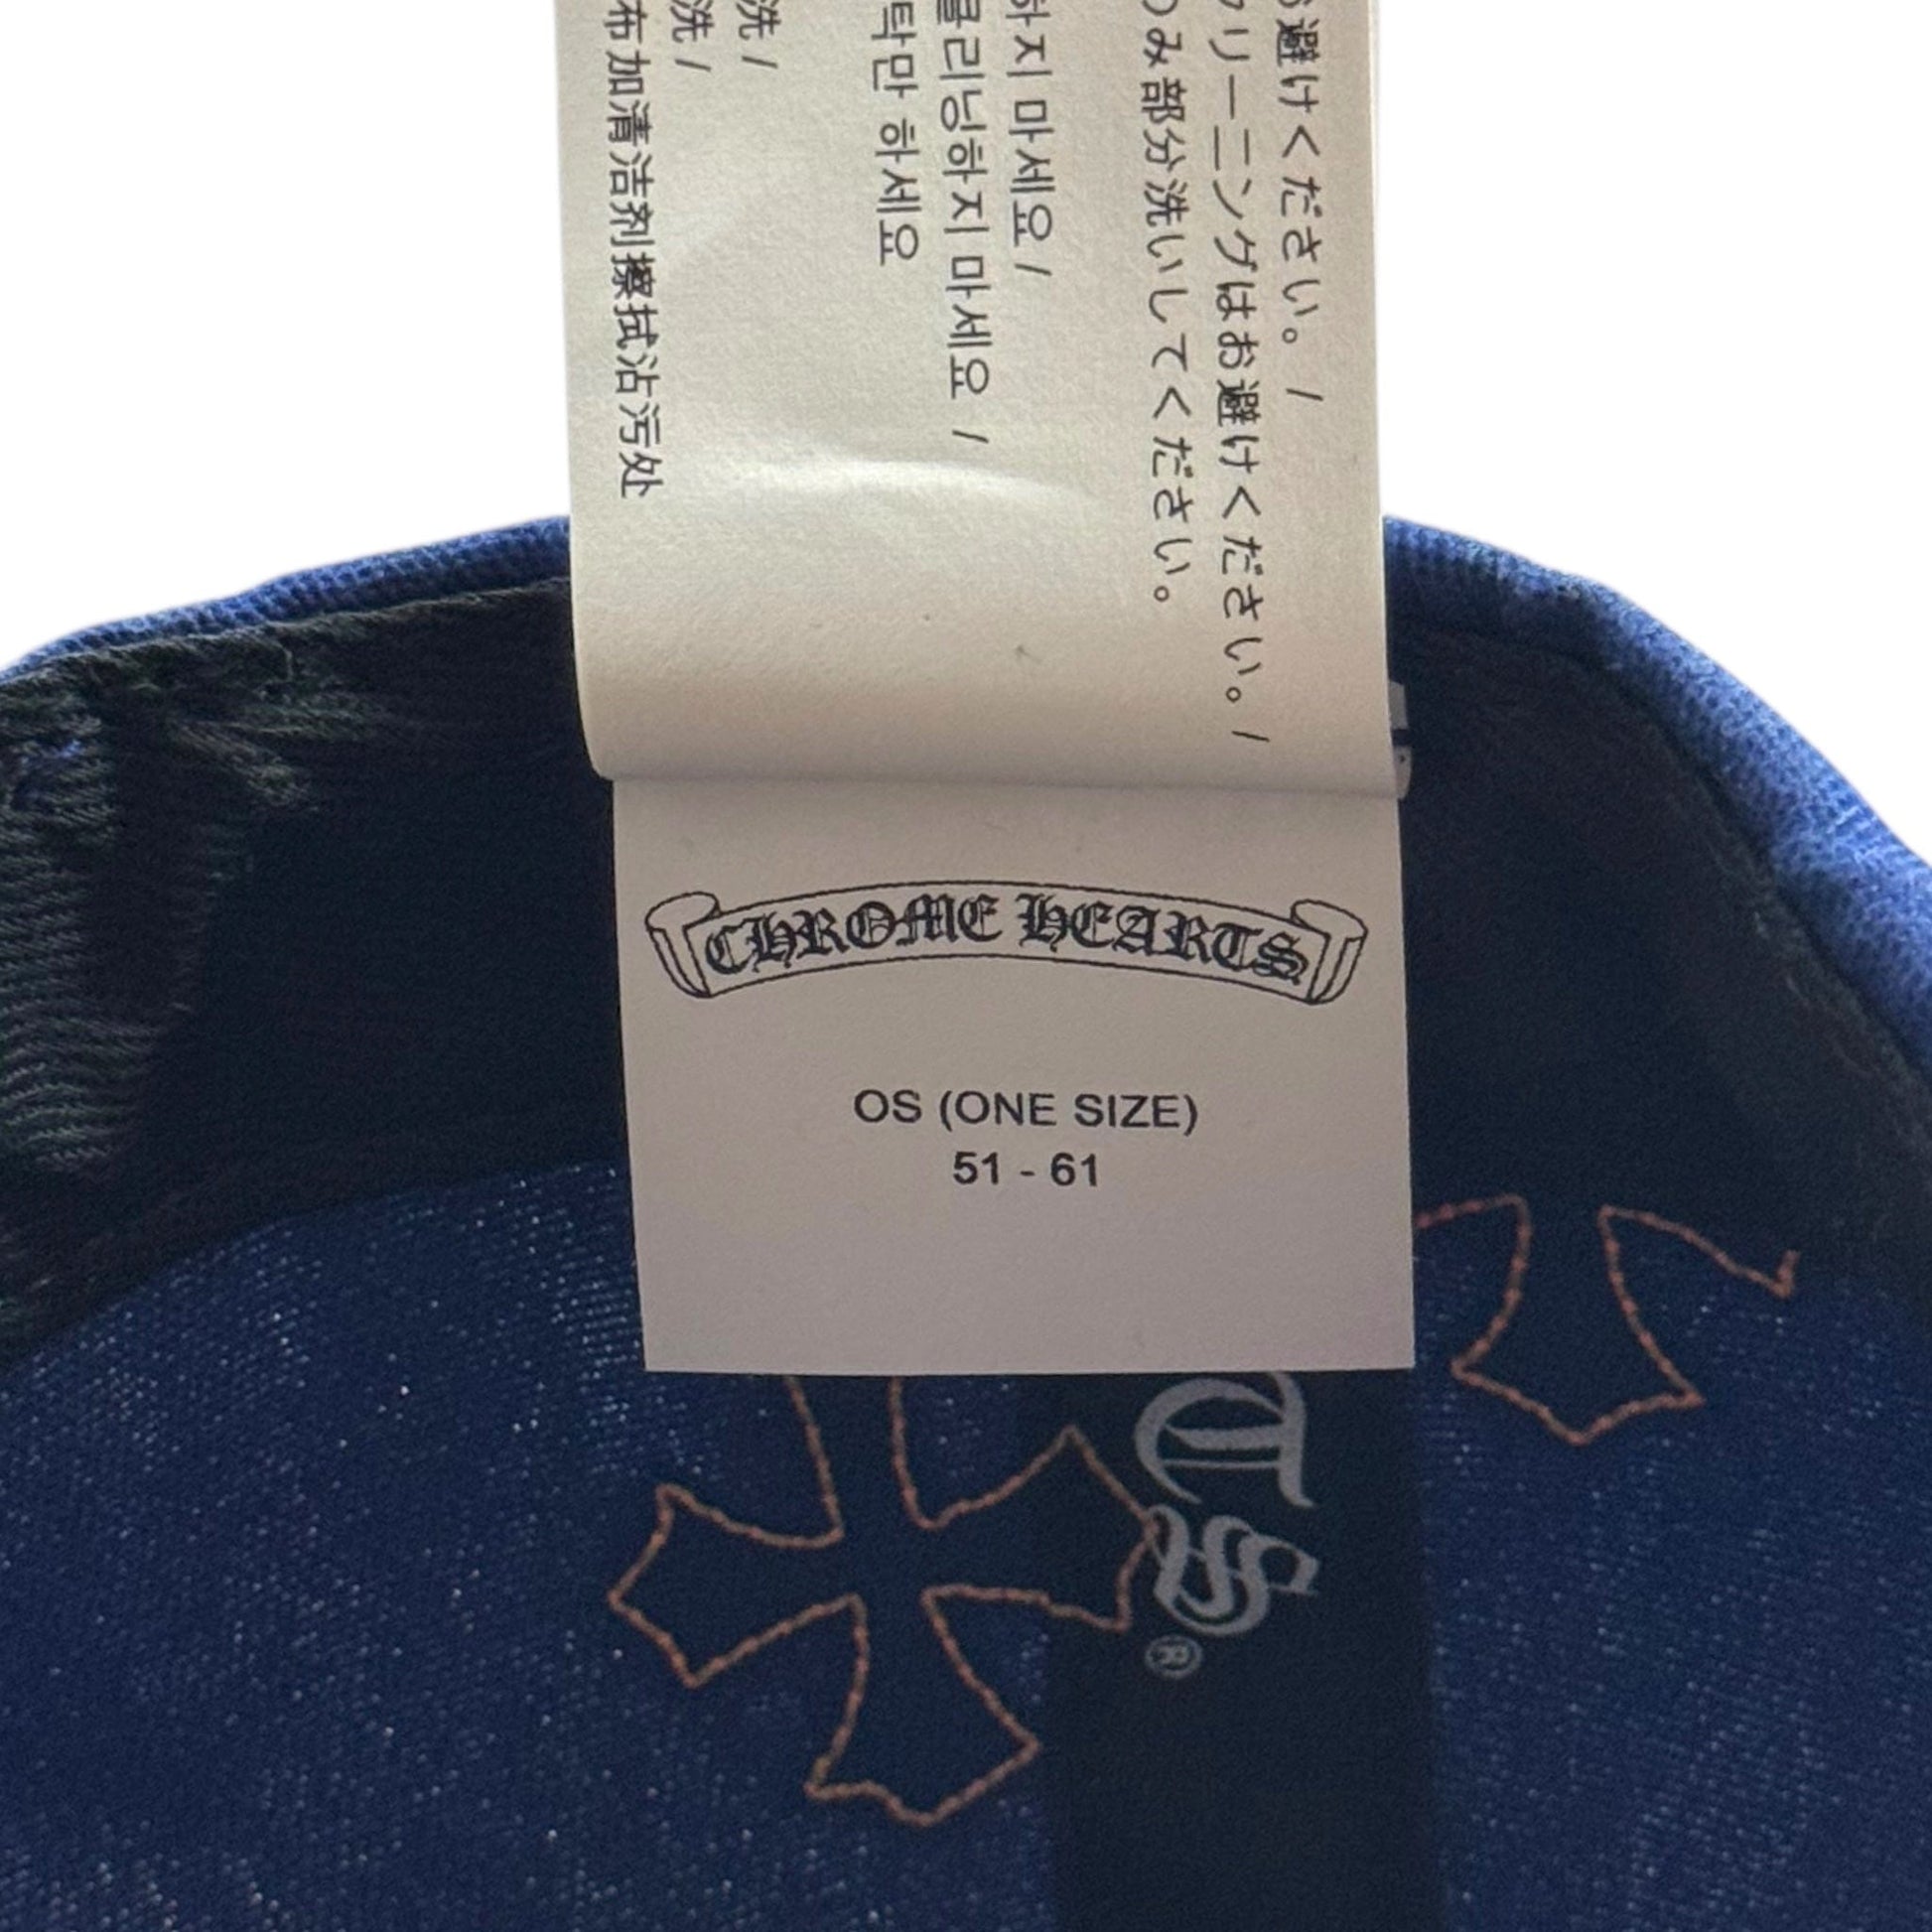 お避けください。 /
クリーニングはお避けください。 /
のみ部分洗いしてください。
하지 마세요 /
클리닝하지 마세요 /
탁만 하세요
洗 /
洗 /
布加清洁剂擦拭沾污处
CHROME HEARTS
OS (ONE SIZE)
51 - 61
TS®